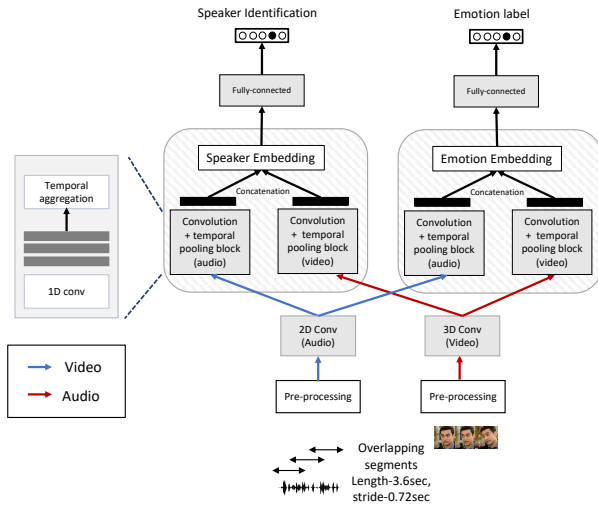 Speaker Identification
Emotion label
Fully-connected
Fully-connected
Speaker Embedding
Emotion Embedding
Concatenation
Concatenation
Temporal
aggregation
1D conv
Convolution
+ temporal
pooling block
(audio)
Convolution
+ temporal
pooling block
(video)
Convolution
+ temporal
pooling block
(audio)
Convolution
+ temporal
pooling block
(video)
2D Conv
(Audio)
3D Conv
(Video)
Video
Audio
Pre-processing
Pre-processing
Overlapping
segments
Length-3.6sec,
stride-0.72sec